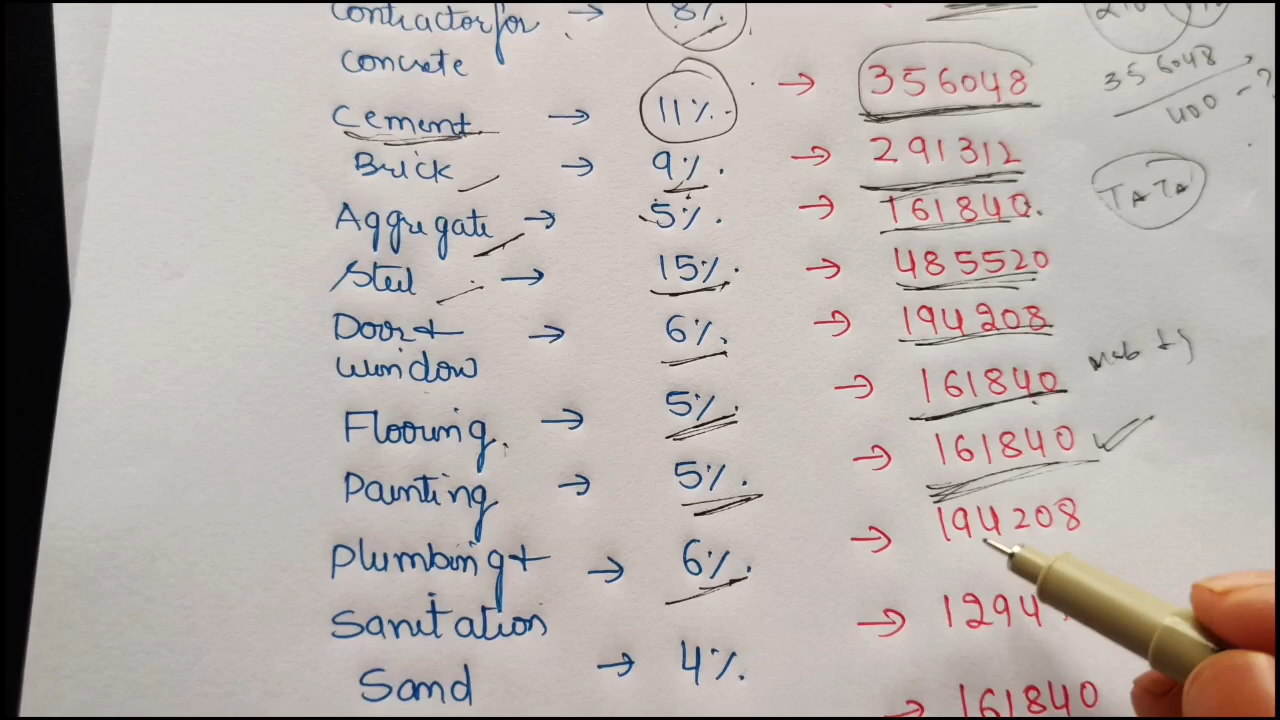 Contractor for → 8%.
concrete
Cement → 11%. → 356048
356048
400 - ?
Brick → 9%. → 291312
TATA
Aggregate → 5%. → 161840.
Steel → 15%. → 485520
Door + → 6%. → 194208
window
Flooring. → 5%. → 161840
Painting → 5%. → 161840
Plumbing + → 6%. → 194208
Sanitation
Sand → 4%. → 1294
→ 161840